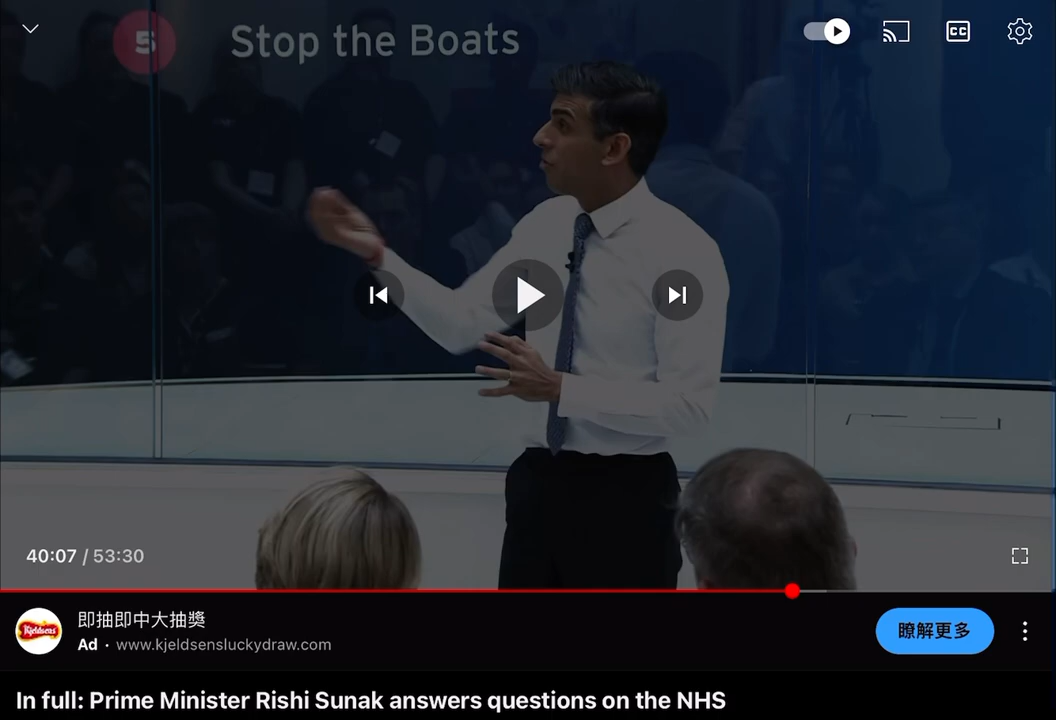 5 Stop the Boats
40:07 / 53:30
Kjeldsens
即抽即中大抽獎
Ad · www.kjeldsensluckydraw.com
瞭解更多
In full: Prime Minister Rishi Sunak answers questions on the NHS